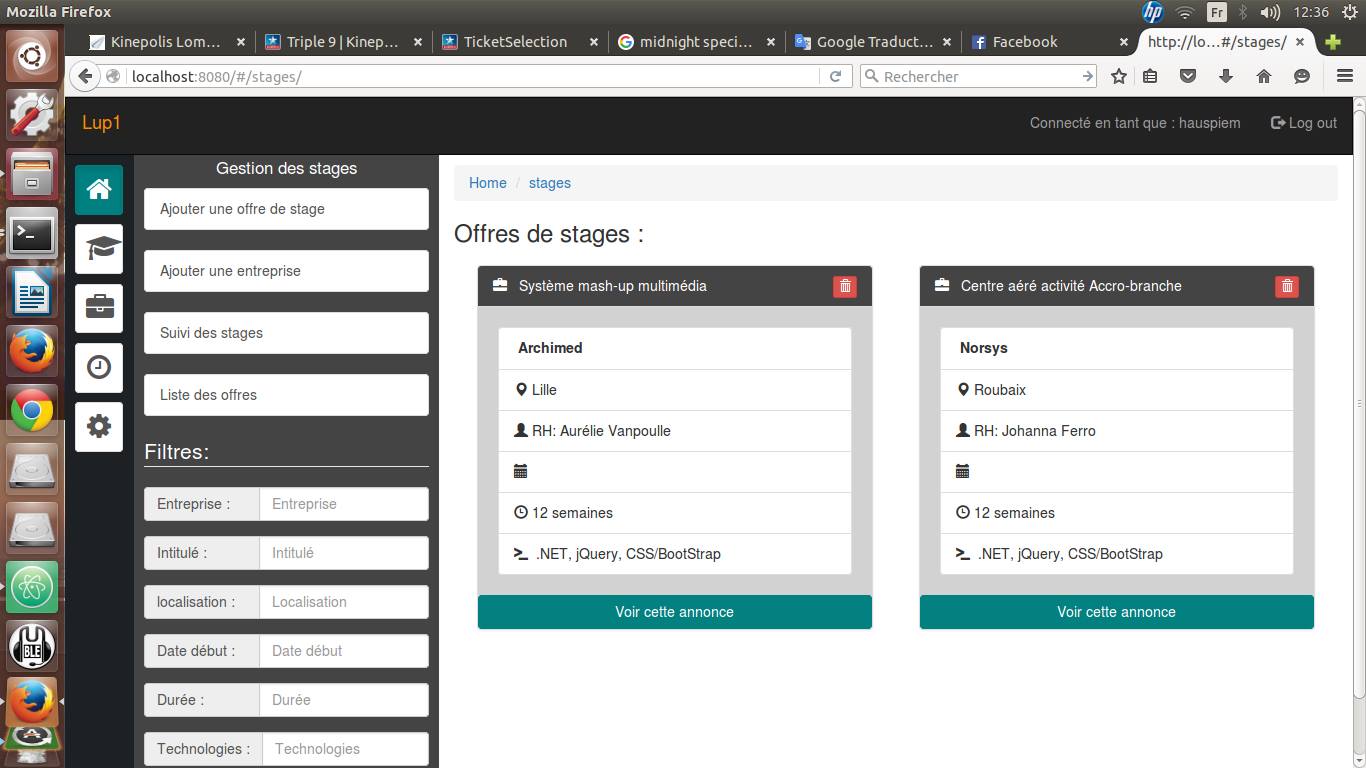 Mozilla Firefox
Fr
12:36
Kinepolis Lom...
Triple 9 | Kinep...
TicketSelection
midnight speci...
Google Traduct...
Facebook
http://lo...#/stages/
localhost:8080/#/stages/
Rechercher
Lup1
Connecté en tant que : hauspiem
Log out
Gestion des stages
Ajouter une offre de stage
Ajouter une entreprise
Suivi des stages
Liste des offres
Filtres:
Entreprise : Entreprise
Intitulé : Intitulé
localisation : Localisation
Date début : Date début
Durée : Durée
Technologies : Technologies
Home / stages
Offres de stages :
Système mash-up multimédia
Archimed
Lille
RH: Aurélie Vanpoulle
12 semaines
.NET, jQuery, CSS/BootStrap
Voir cette annonce
Centre aéré activité Accro-branche
Norsys
Roubaix
RH: Johanna Ferro
12 semaines
.NET, jQuery, CSS/BootStrap
Voir cette annonce
hp
U
BLE
A